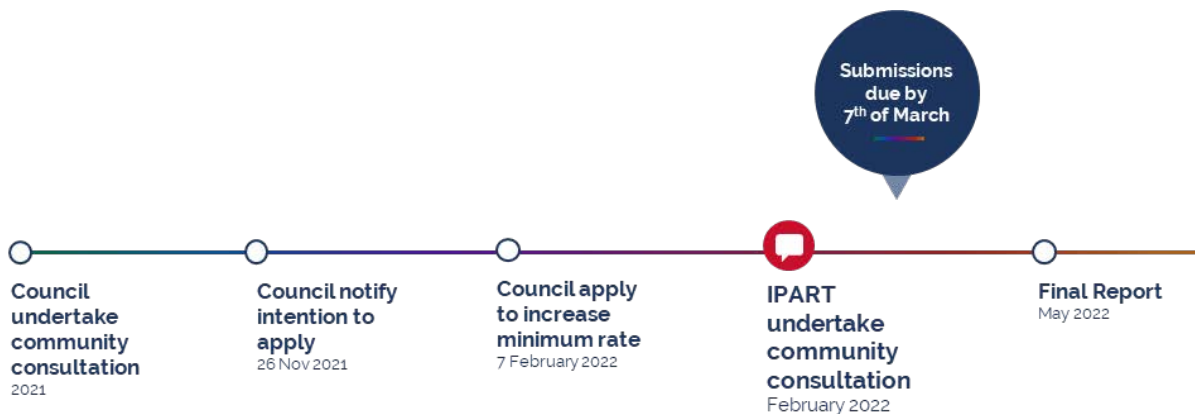 Submissions
due by
7th of March
Council
undertake
community
consultation
2021
Council notify
intention to
apply
26 Nov 2021
Council apply
to increase
minimum rate
7 February 2022
IPART
undertake
community
consultation
February 2022
Final Report
May 2022